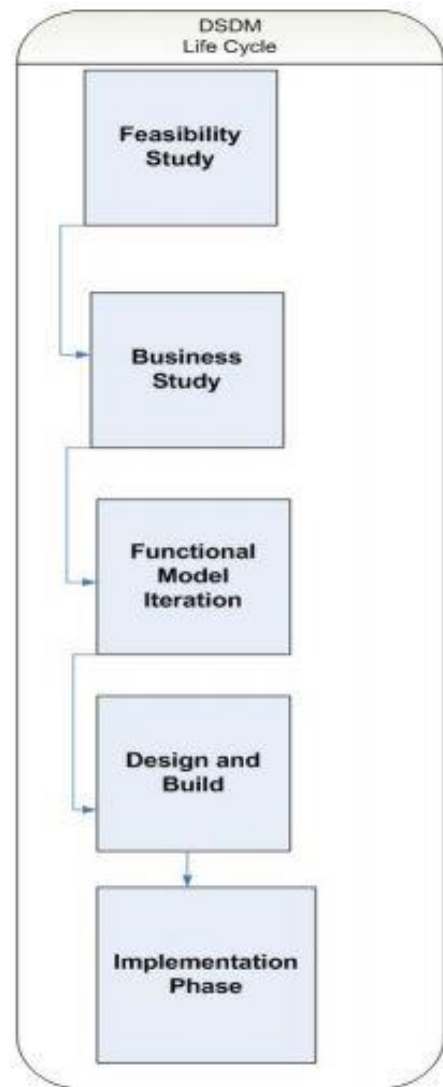 DSDM
Life Cycle
Feasibility
Study
Business
Study
Functional
Model
Iteration
Design and
Build
Implementation
Phase